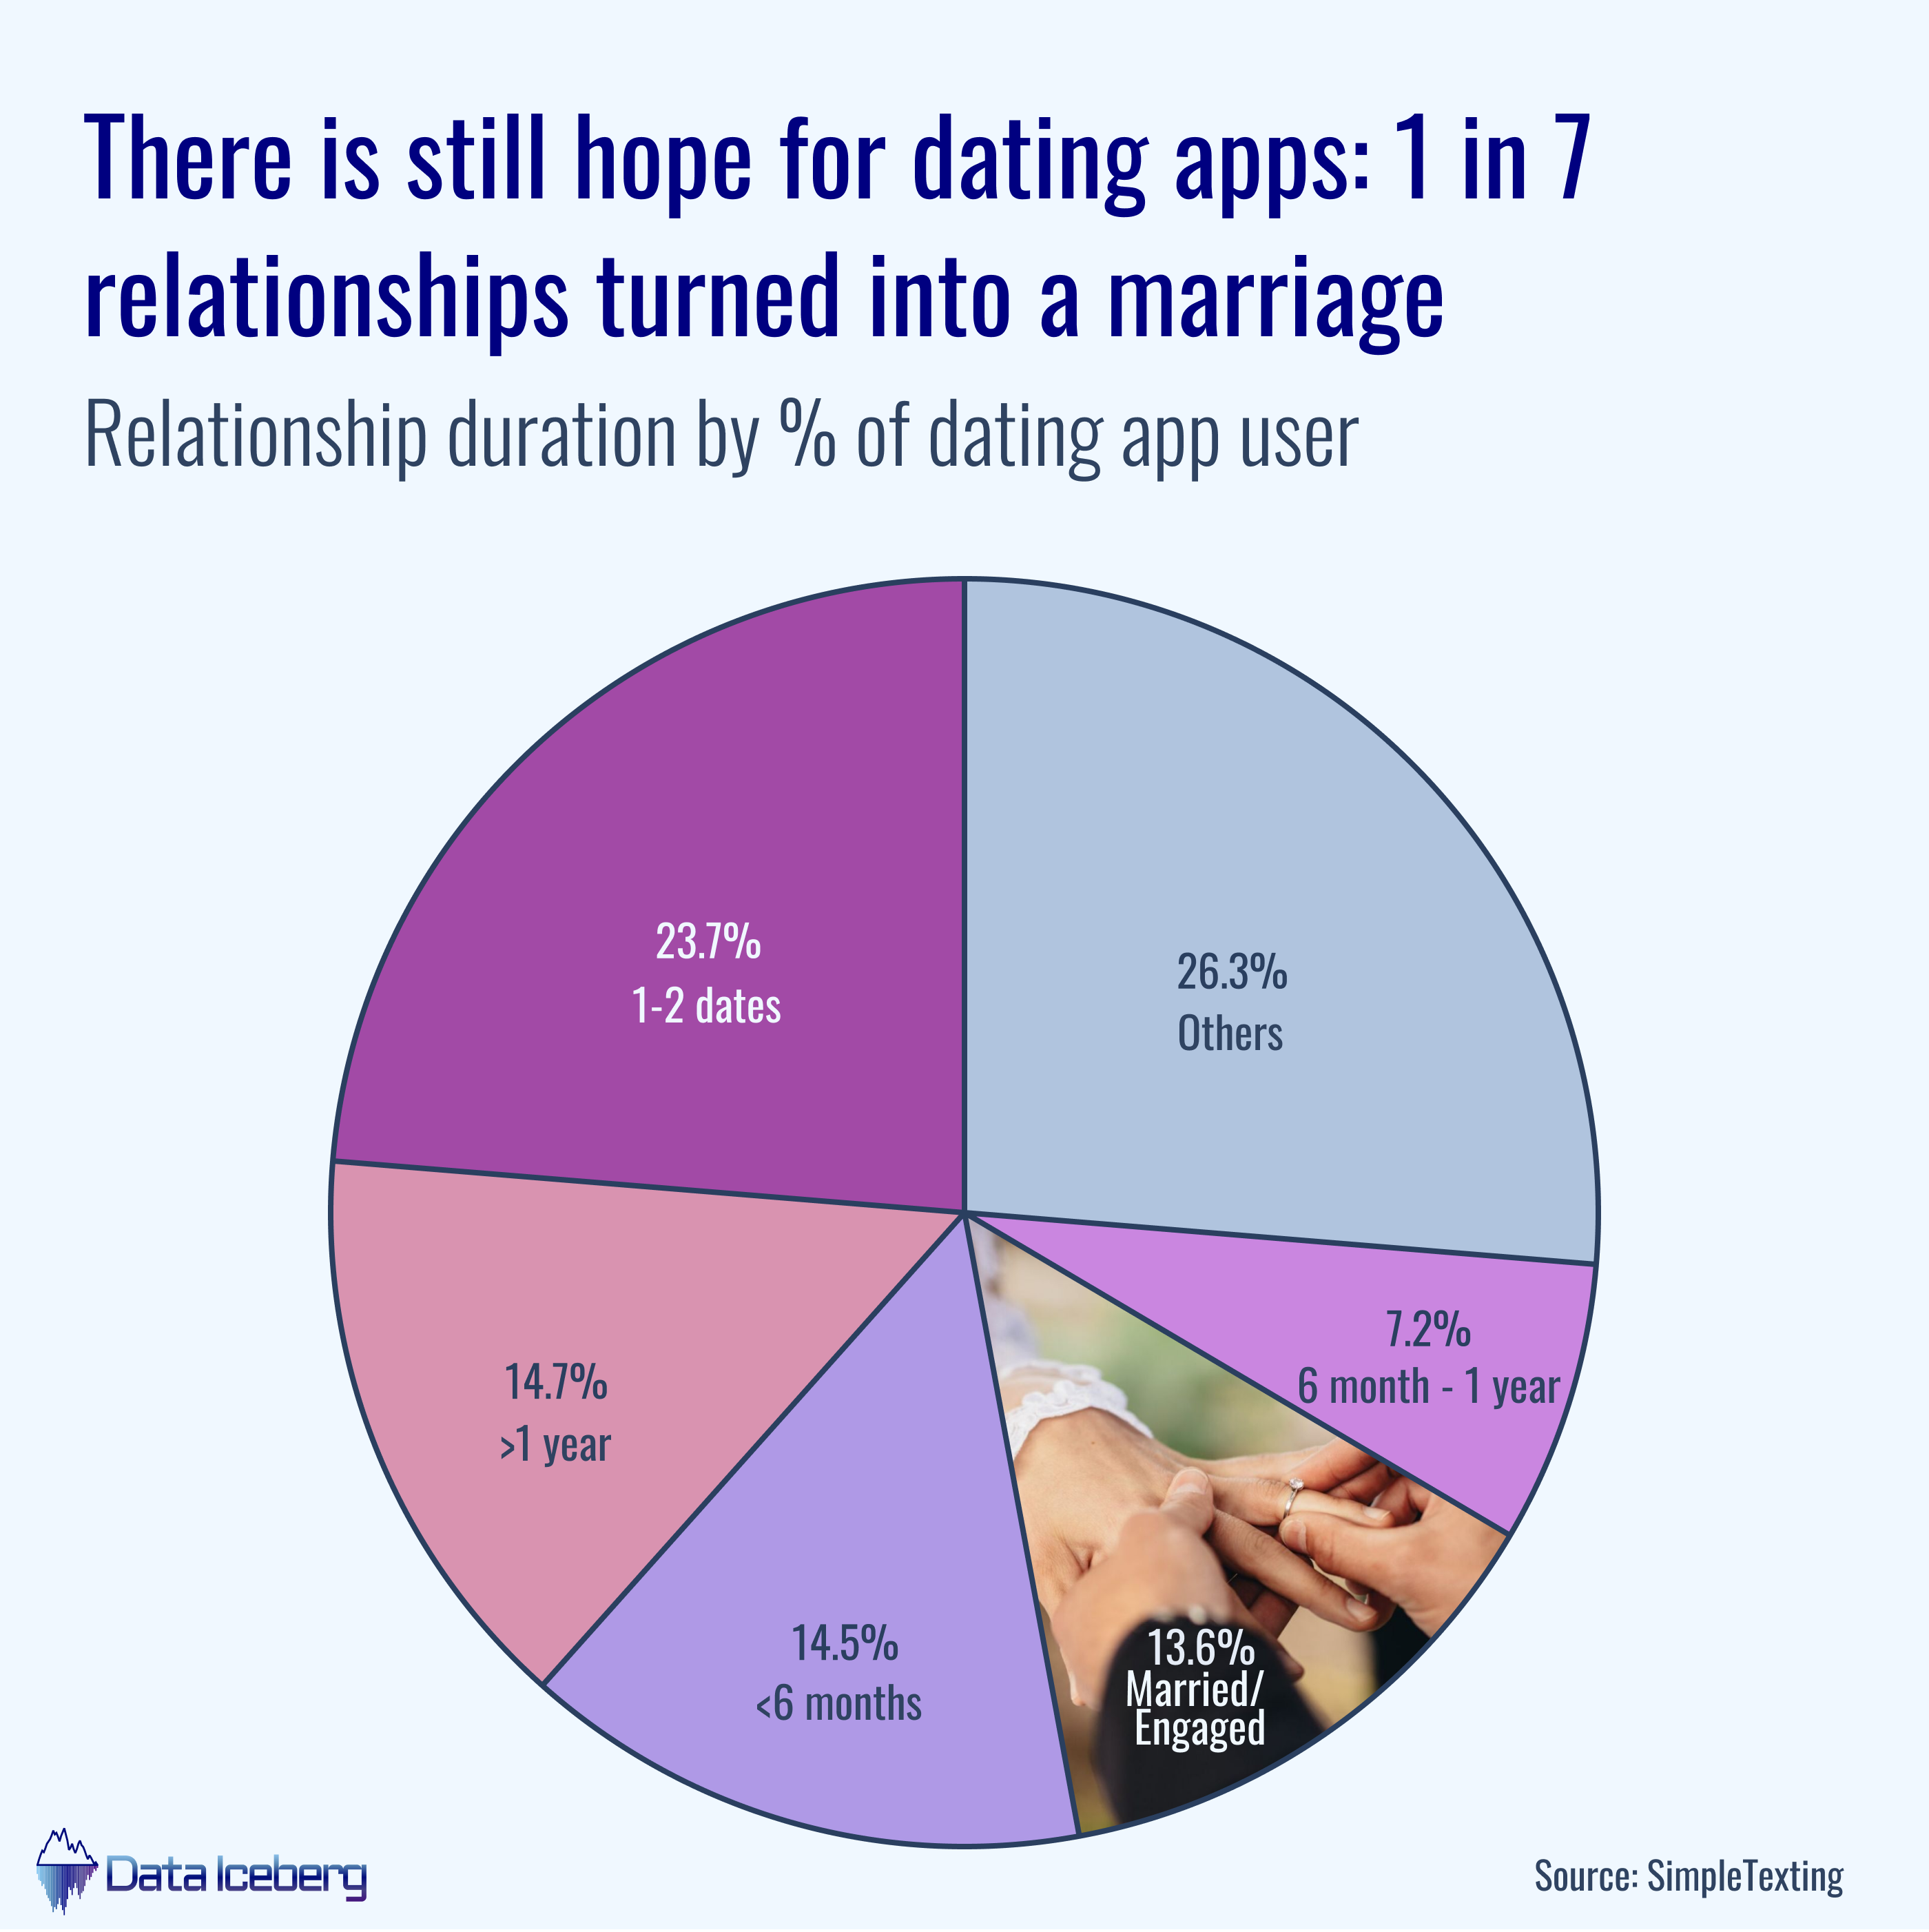 There is still hope for dating apps: 1 in 7
relationships turned into a marriage
Relationship duration by % of dating app user
23.7%
1-2 dates
26.3%
Others
7.2%
6 month - 1 year
14.7%
>1 year
14.5%
<6 months
13.6%
Married/
Engaged
Data Iceberg
Source: SimpleTexting